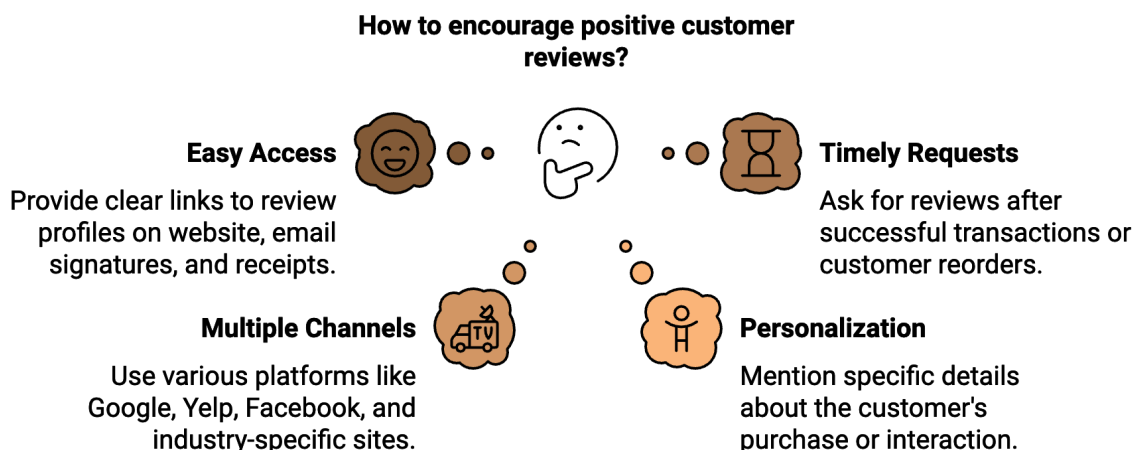 How to encourage positive customer
reviews?
Easy Access
Provide clear links to review
profiles on website, email
signatures, and receipts.
Timely Requests
Ask for reviews after
successful transactions or
customer reorders.
Multiple Channels
Use various platforms like
Google, Yelp, Facebook, and
industry-specific sites.
TV
Personalization
Mention specific details
about the customer's
purchase or interaction.